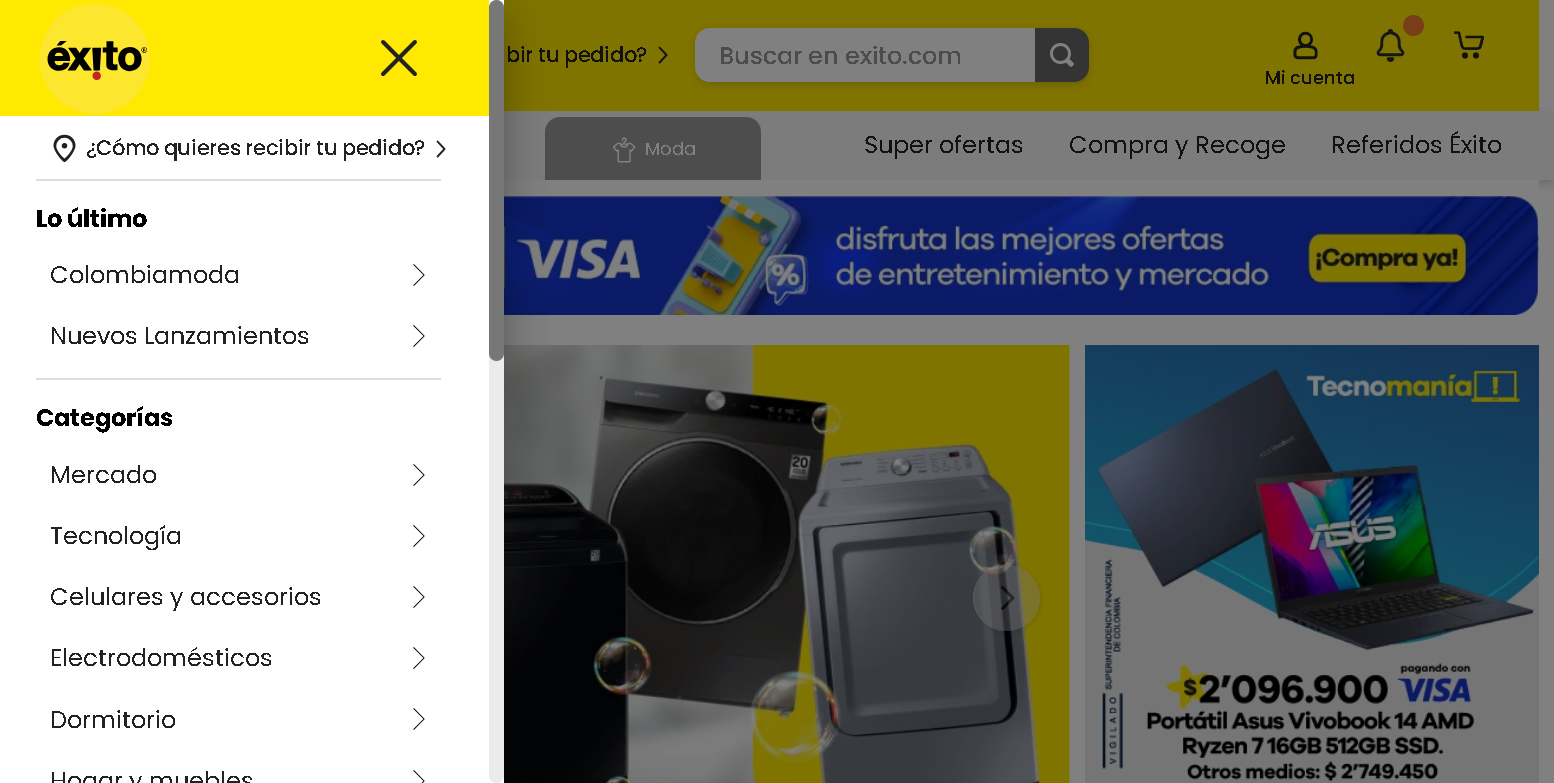 éxito®
¿Cómo quieres recibir tu pedido?
Lo último
Colombiamoda
Nuevos Lanzamientos
Categorías
Mercado
Tecnología
Celulares y accesorios
Electrodomésticos
Dormitorio
Hogar y muebles
bir tu pedido?
Buscar en exito.com
Mi cuenta
Moda
Super ofertas
Compra y Recoge
Referidos Éxito
VISA
%
disfruta las mejores ofertas
de entretenimiento y mercado
¡Compra ya!
SAMSUNG
20
Tecnomanía!
ASUS VivoBook
ASUS
VIGILADO
SUPERINTENDENCIA FINANCIERA
DE COLOMBIA
pagando con
$2’096.900 VISA
Portátil Asus Vivobook 14 AMD
Ryzen 7 16GB 512GB SSD.
Otros medios: $ 2’749.450